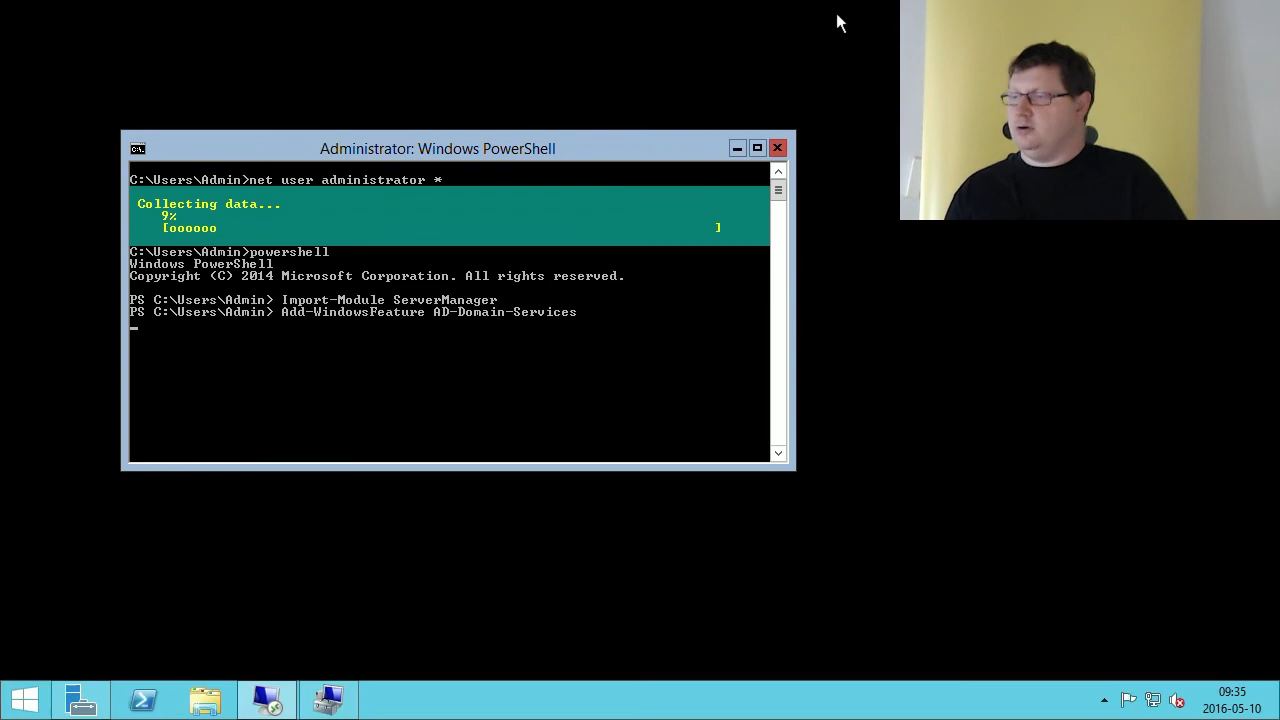 Administrator: Windows PowerShell
C:\Users\Admin>net user administrator *
Collecting data...
9%
[oooooo ]
C:\Users\Admin>powershell
Windows PowerShell
Copyright (C) 2014 Microsoft Corporation. All rights reserved.
PS C:\Users\Admin> Import-Module ServerManager
PS C:\Users\Admin> Add-WindowsFeature AD-Domain-Services
09:35
2016-05-10